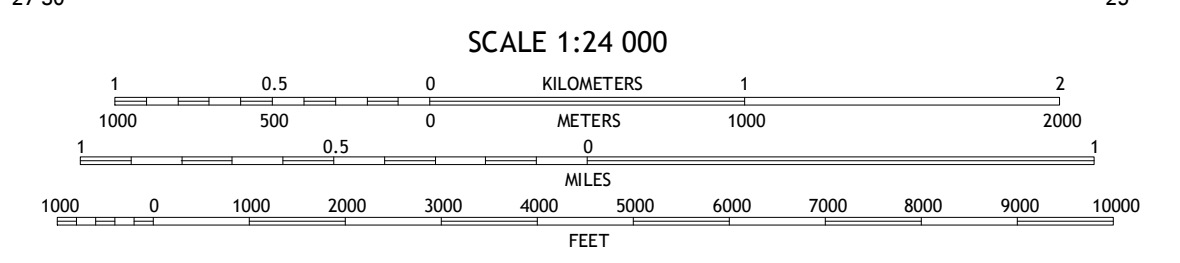 SCALE 1:24 000
1 0.5 0 KILOMETERS 1 2
1000 500 0 METERS 1000 2000
1 0.5 0 1
MILES
1000 0 1000 2000 3000 4000 5000 6000 7000 8000 9000 10000
FEET